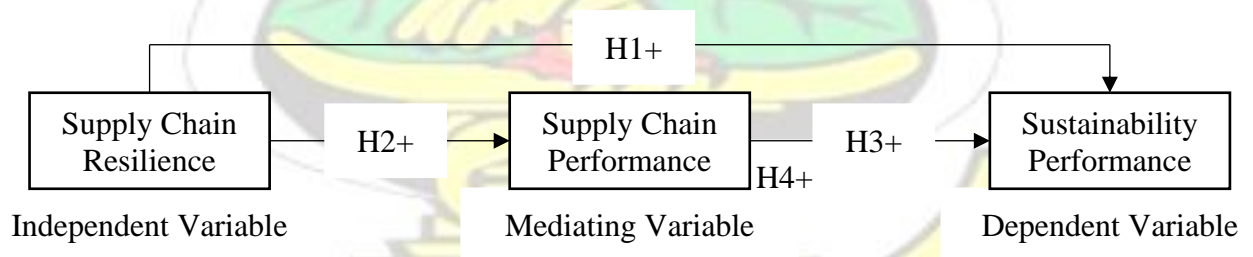 H1+
Supply Chain
Resilience
H2+
Supply Chain
Performance
H3+
H4+
Sustainability
Performance
Independent Variable
Mediating Variable
Dependent Variable